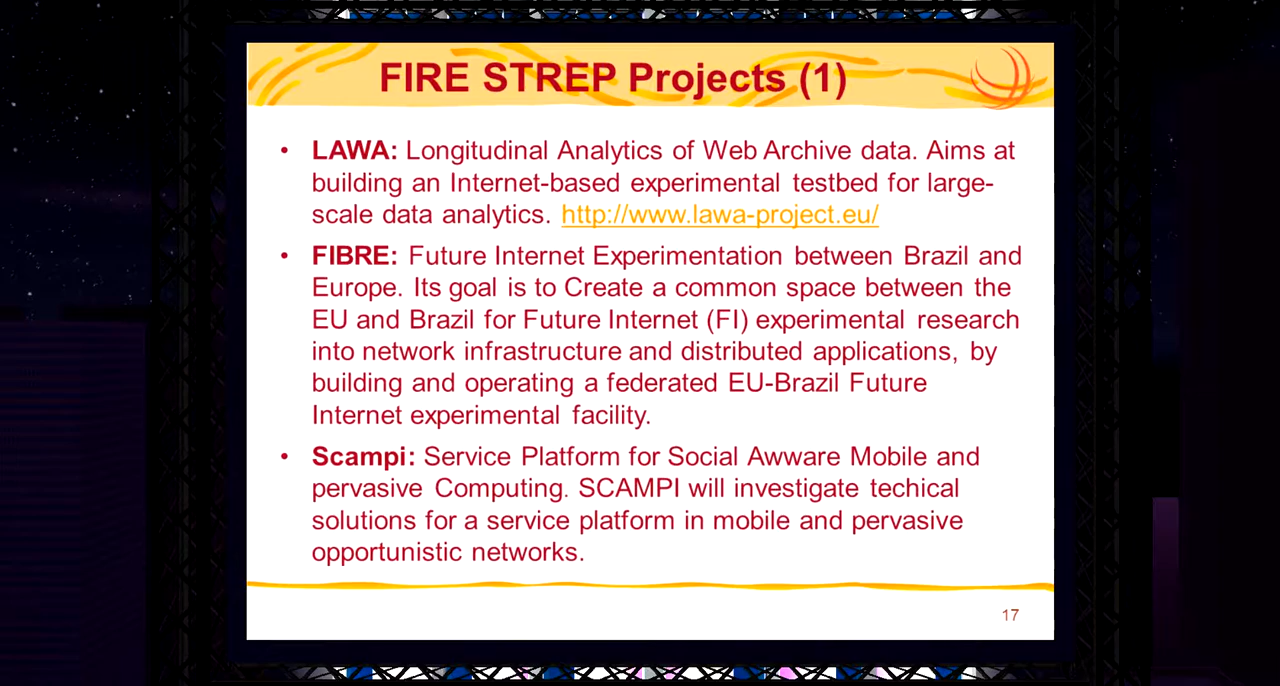 FIRE STREP Projects (1)
• LAWA: Longitudinal Analytics of Web Archive data. Aims at
building an Internet-based experimental testbed for large-
scale data analytics. http://www.lawa-project.eu/
• FIBRE: Future Internet Experimentation between Brazil and
Europe. Its goal is to Create a common space between the
EU and Brazil for Future Internet (FI) experimental research
into network infrastructure and distributed applications, by
building and operating a federated EU-Brazil Future
Internet experimental facility.
• Scampi: Service Platform for Social Awware Mobile and
pervasive Computing. SCAMPI will investigate techical
solutions for a service platform in mobile and pervasive
opportunistic networks.
17